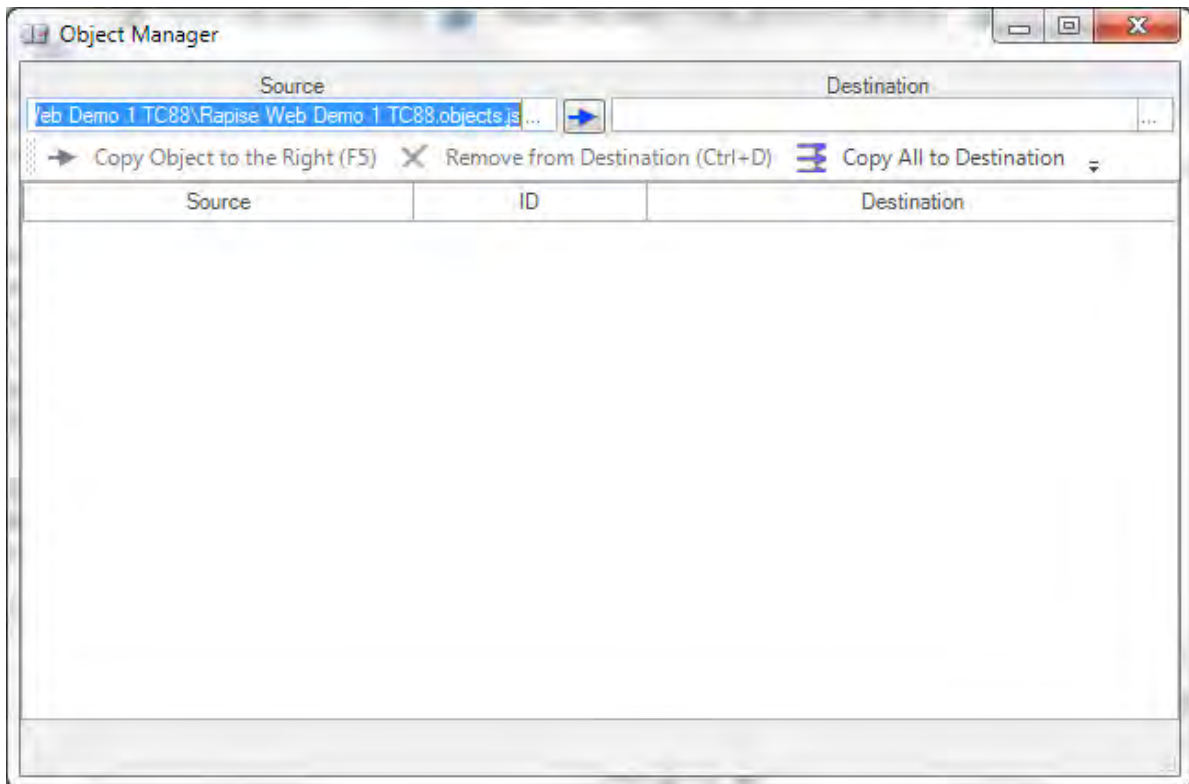 Object Manager
Source Destination
Web Demo 1 TC88\Rapise Web Demo 1 TC88.objects.js ... ...
Copy Object to the Right (F5) Remove from Destination (Ctrl+D) Copy All to Destination
Source ID Destination